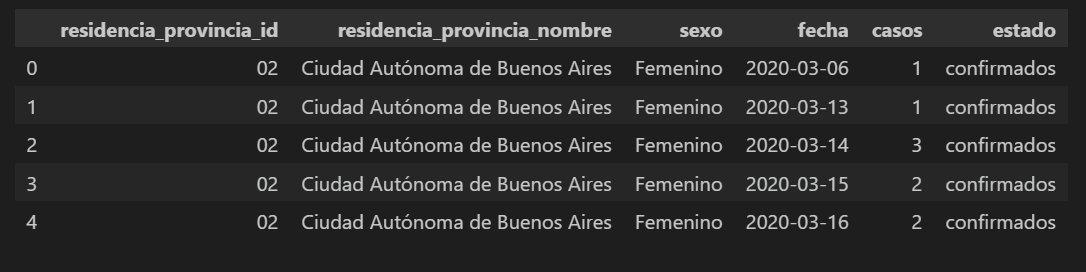 residencia_provincia_id residencia_provincia_nombre sexo fecha casos estado
0 02 Ciudad Autónoma de Buenos Aires Femenino 2020-03-06 1 confirmados
1 02 Ciudad Autónoma de Buenos Aires Femenino 2020-03-13 1 confirmados
2 02 Ciudad Autónoma de Buenos Aires Femenino 2020-03-14 3 confirmados
3 02 Ciudad Autónoma de Buenos Aires Femenino 2020-03-15 2 confirmados
4 02 Ciudad Autónoma de Buenos Aires Femenino 2020-03-16 2 confirmados